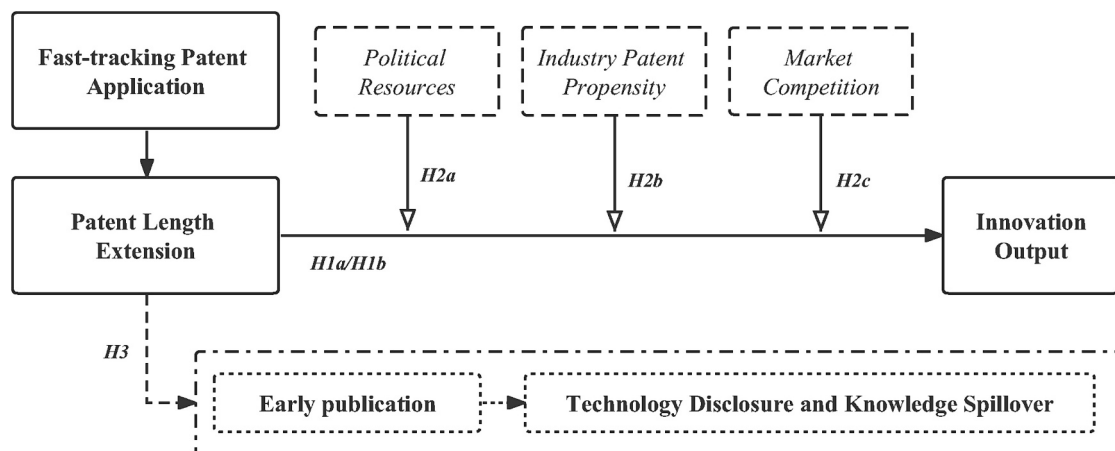 Fast-tracking Patent
Application
Political
Resources
Industry Patent
Propensity
Market
Competition
H2a
H2b
H2c
Patent Length
Extension
Innovation
Output
H1a/H1b
H3
Early publication
Technology Disclosure and Knowledge Spillover